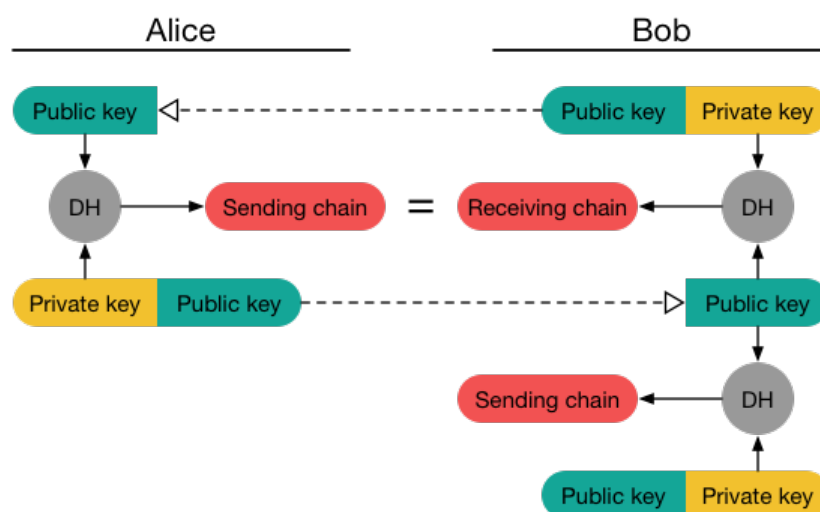 Alice Bob
Public key Public key Private key
DH Sending chain = Receiving chain DH
Private key Public key Public key
Sending chain DH
Public key Private key